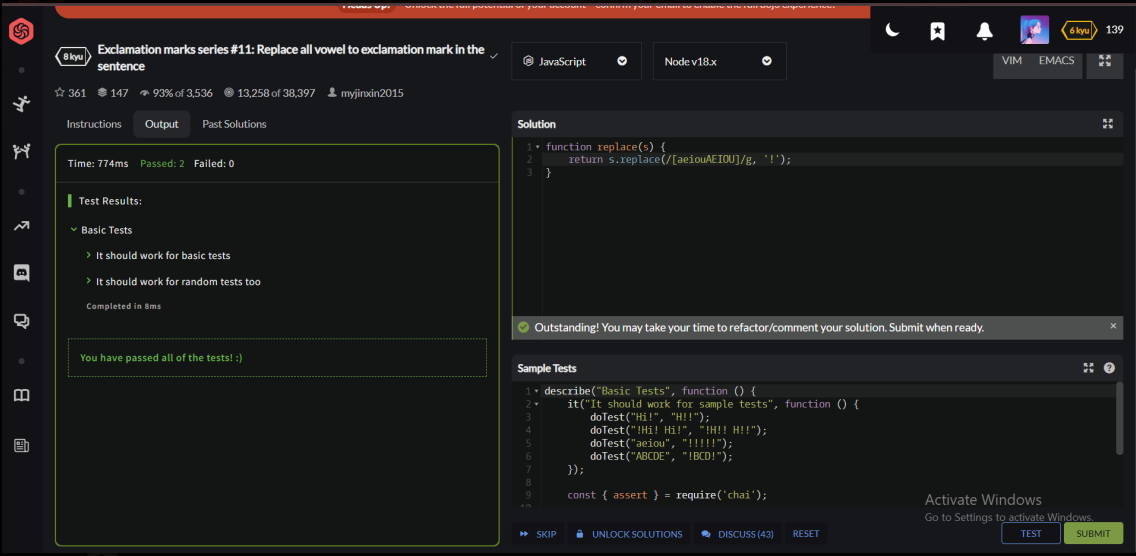 Heads Up! Unlock the full potential of your account - confirm your email to enable the full dojo experience.
6 kyu 139
8 kyu Exclamation marks series #11: Replace all vowel to exclamation mark in the
sentence
361 147 93% of 3,536 13,258 of 38,397 myjinxin2015
JavaScript Node v18.x VIM EMACS
Instructions Output Past Solutions
Time: 774ms Passed: 2 Failed: 0
Test Results:
Basic Tests
It should work for basic tests
It should work for random tests too
Completed in 8ms
You have passed all of the tests! :)
Solution
1 function replace(s) {
2 return s.replace(/[aeiouAEIOU]/g, '!');
3 }
Outstanding! You may take your time to refactor/comment your solution. Submit when ready. ×
Sample Tests
1 describe("Basic Tests", function () {
2 it("It should work for sample tests", function () {
3 doTest("Hi!", "H!!");
4 doTest("!Hi! Hi!", "!H!! H!!");
5 doTest("aeiou", "!!!!!");
6 doTest("ABCDE", "!BCD!");
7 });
8
9 const { assert } = require('chai');
10
Activate Windows
Go to Settings to activate Windows.
SKIP UNLOCK SOLUTIONS DISCUSS (43) RESET TEST SUBMIT